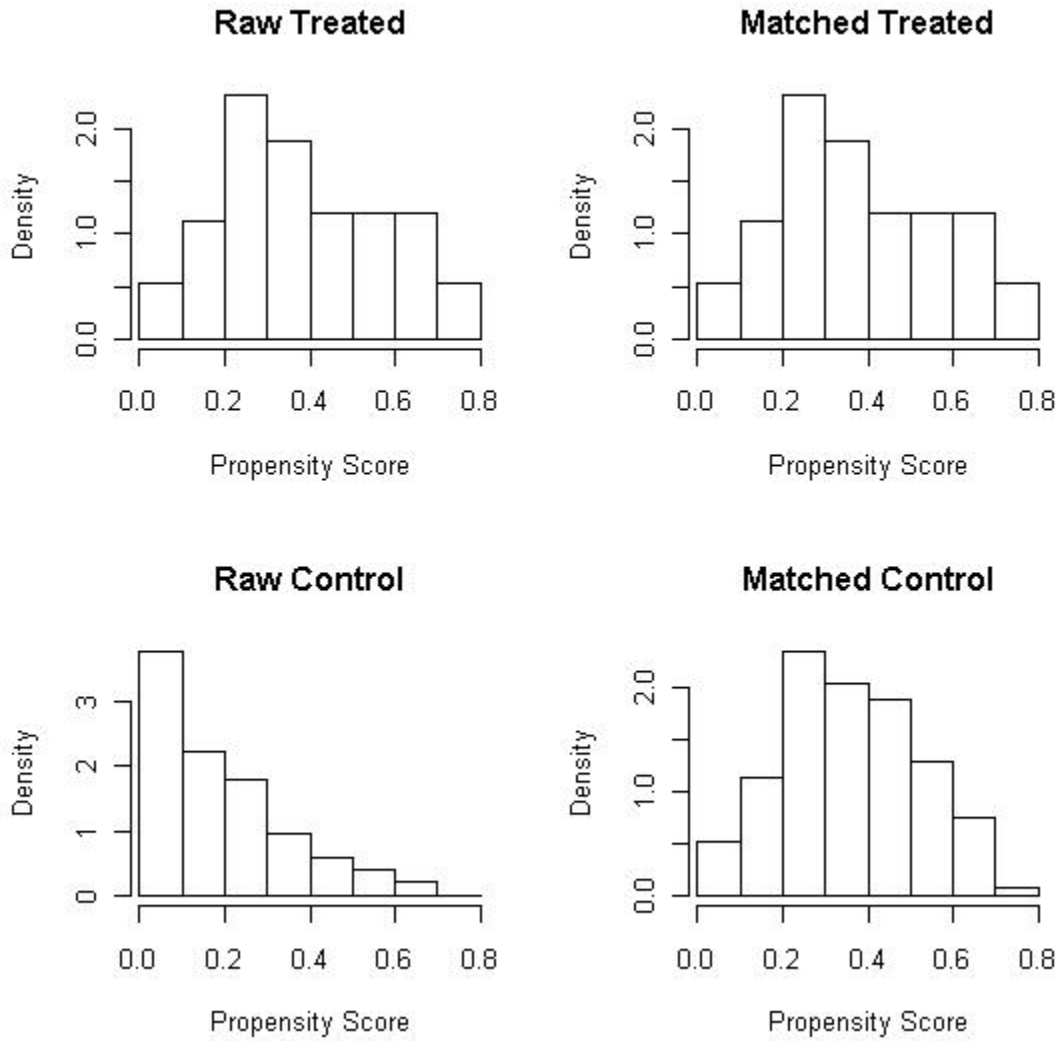 Raw Treated
Density
0.0 1.0 2.0
0.0 0.2 0.4 0.6 0.8
Propensity Score
Matched Treated
Density
0.0 1.0 2.0
0.0 0.2 0.4 0.6 0.8
Propensity Score
Raw Control
Density
0 1 2 3
0.0 0.2 0.4 0.6 0.8
Propensity Score
Matched Control
Density
0.0 1.0 2.0
0.0 0.2 0.4 0.6 0.8
Propensity Score